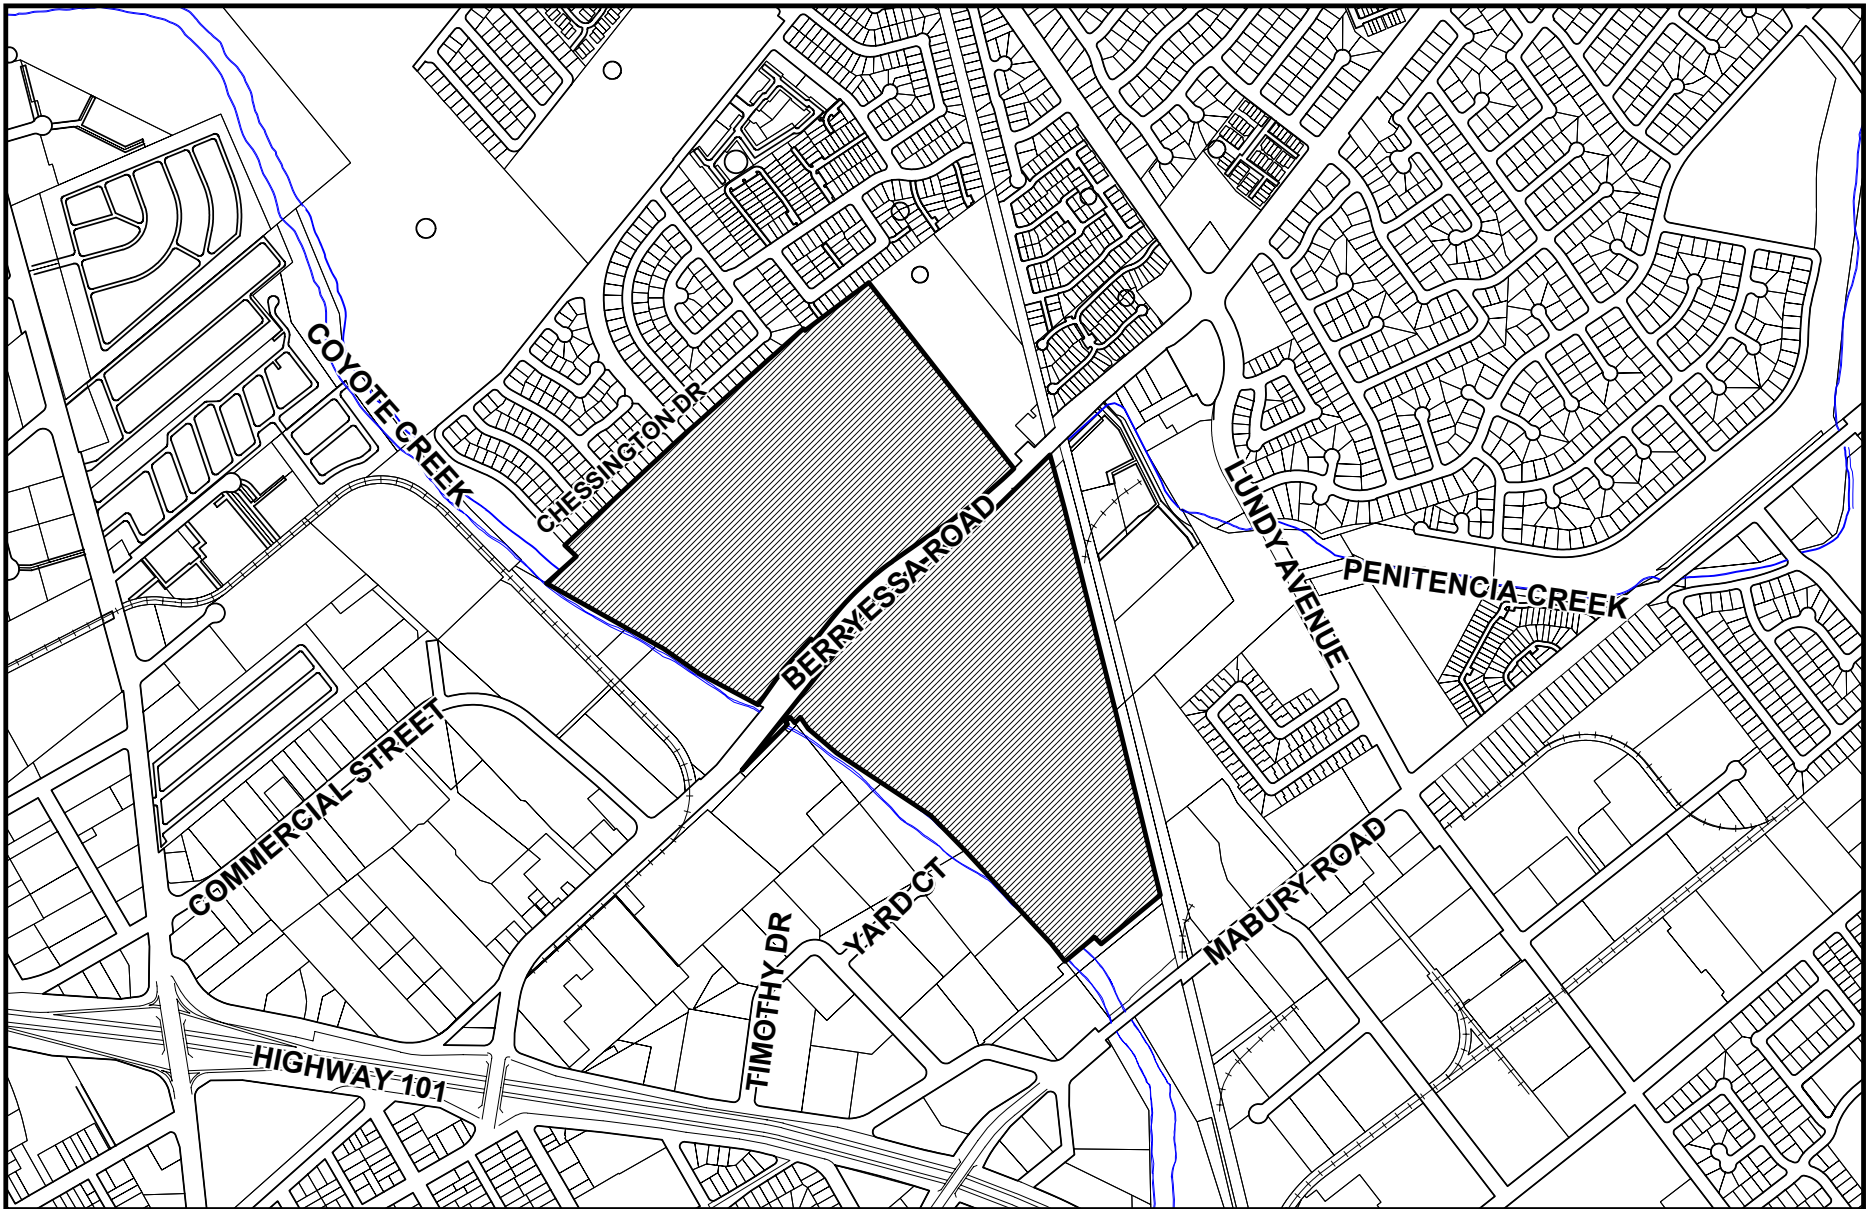 COYOTE CREEK
CHESSINGTON DR
BERRYESSA ROAD
LUNDY AVENUE
PENITENCIA CREEK
COMMERCIAL STREET
YARD CT
TIMOTHY DR
MABURY ROAD
HIGHWAY 101